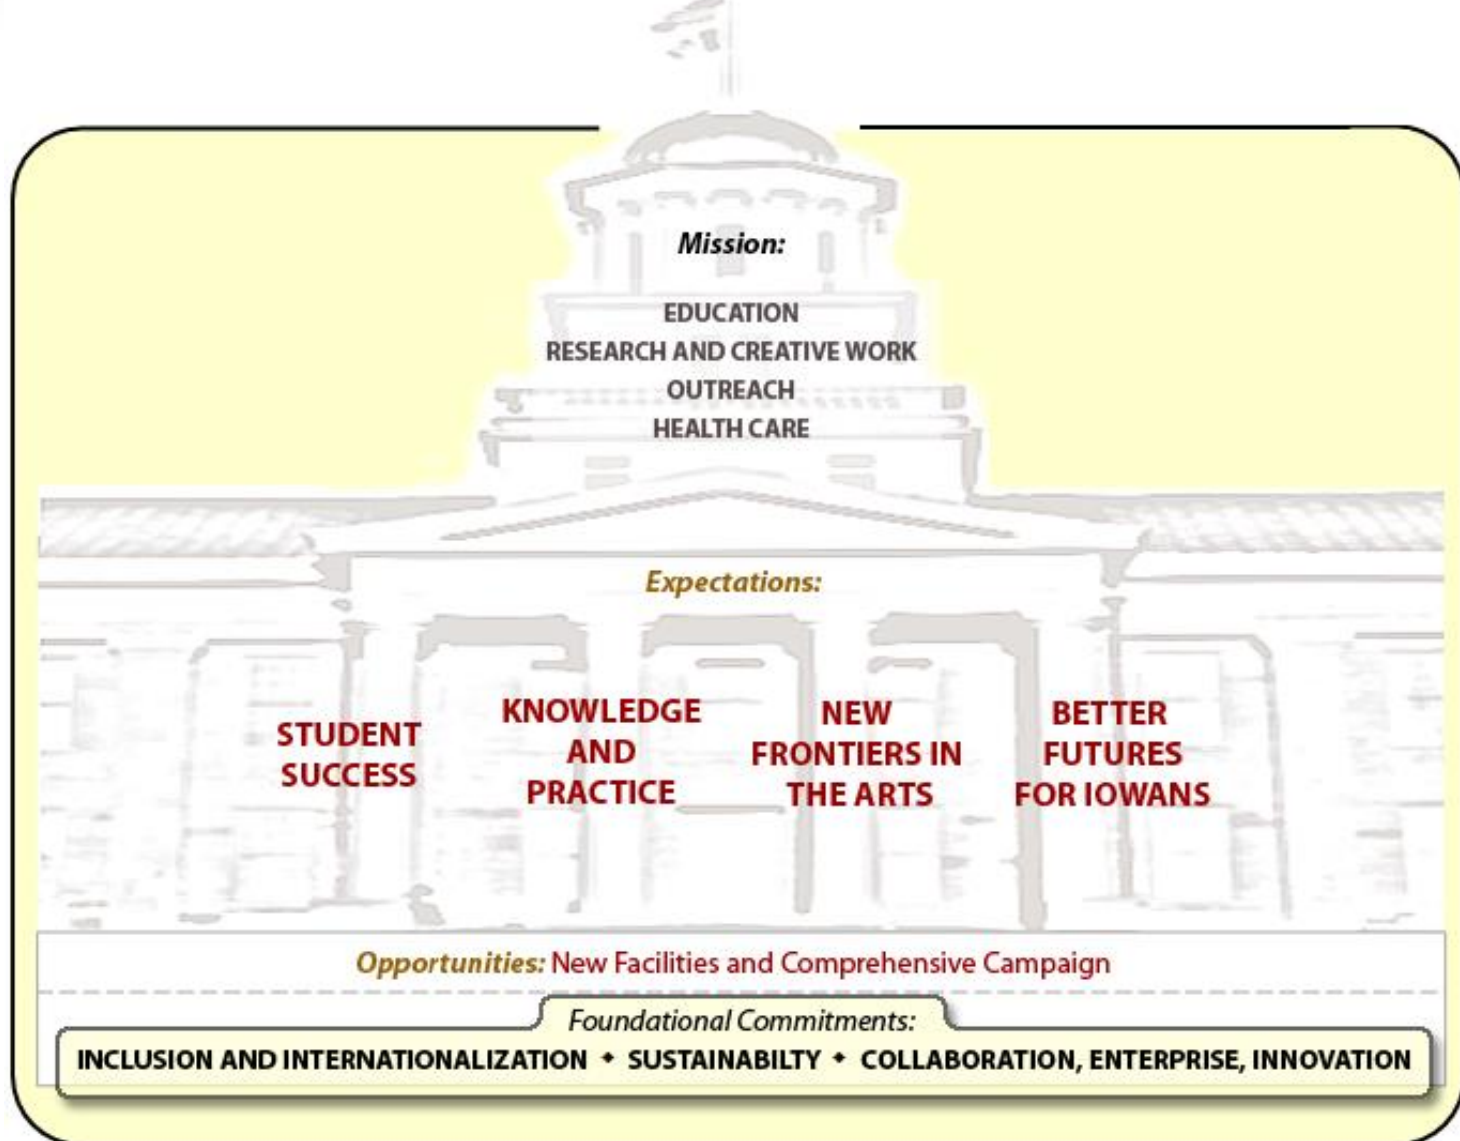 Mission:
EDUCATION
RESEARCH AND CREATIVE WORK
OUTREACH
HEALTH CARE
Expectations:
STUDENT
SUCCESS
KNOWLEDGE
AND
PRACTICE
NEW
FRONTIERS IN
THE ARTS
BETTER
FUTURES
FOR IOWANS
Opportunities: New Facilities and Comprehensive Campaign
Foundational Commitments:
INCLUSION AND INTERNATIONALIZATION ◆ SUSTAINABILTY ◆ COLLABORATION, ENTERPRISE, INNOVATION